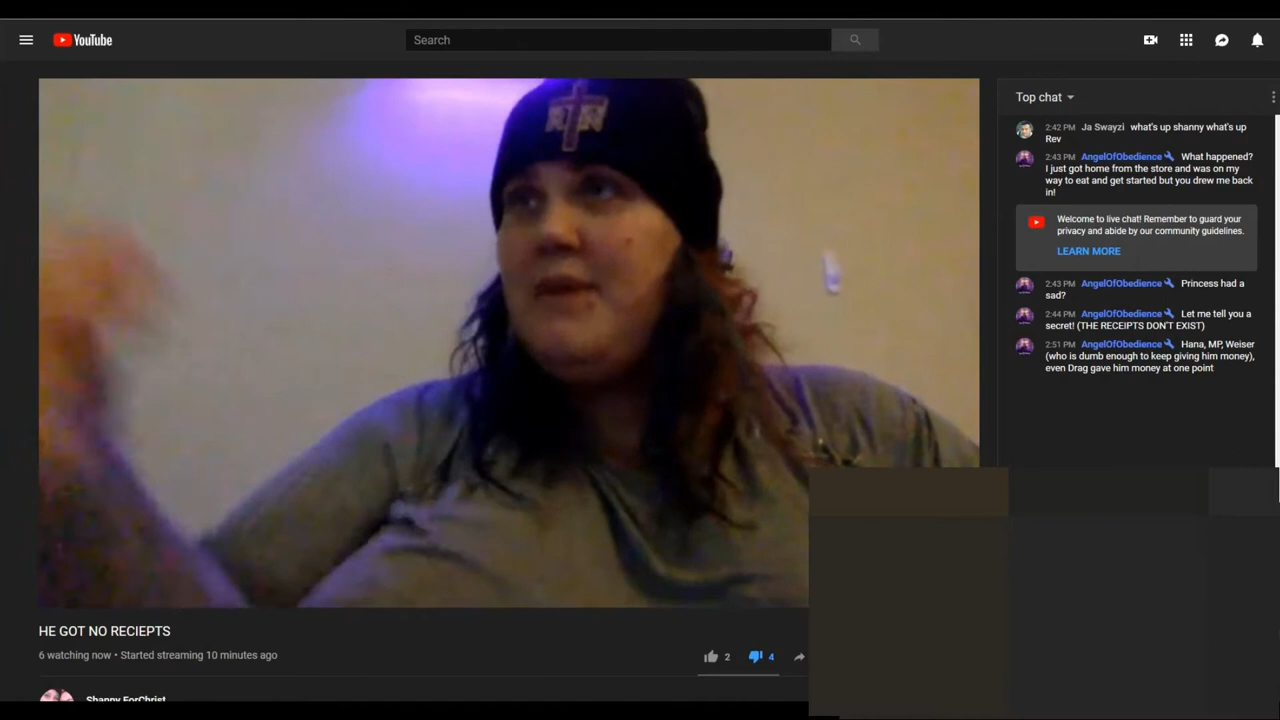 YouTube
Search
Top chat
2:42 PM Ja Swayzi what's up shanny what's up
Rev
2:43 PM AngelOfObedience What happened?
I just got home from the store and was on my
way to eat and get started but you drew me back
in!
Welcome to live chat! Remember to guard your
privacy and abide by our community guidelines.
LEARN MORE
2:43 PM AngelOfObedience Princess had a
sad?
2:44 PM AngelOfObedience Let me tell you a
secret! (THE RECEIPTS DON'T EXIST)
2:51 PM AngelOfObedience Hana, MP, Weiser
(who is dumb enough to keep giving him money),
even Drag gave him money at one point
HE GOT NO RECIEPTS
6 watching now • Started streaming 10 minutes ago
2
4
Shanny ForChrist